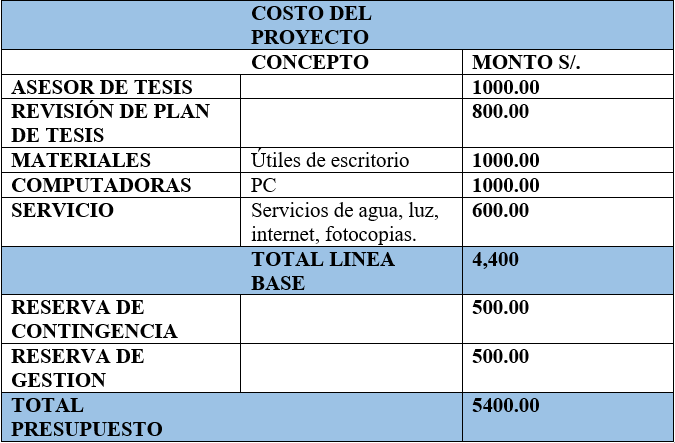 COSTO DEL
PROYECTO
CONCEPTO MONTO S/.
ASESOR DE TESIS 1000.00
REVISIÓN DE PLAN 800.00
DE TESIS
MATERIALES Útiles de escritorio 1000.00
COMPUTADORAS PC 1000.00
SERVICIO Servicios de agua, luz, 600.00
internet, fotocopias.
TOTAL LINEA 4,400
BASE
RESERVA DE 500.00
CONTINGENCIA
RESERVA DE 500.00
GESTION
TOTAL 5400.00
PRESUPUESTO